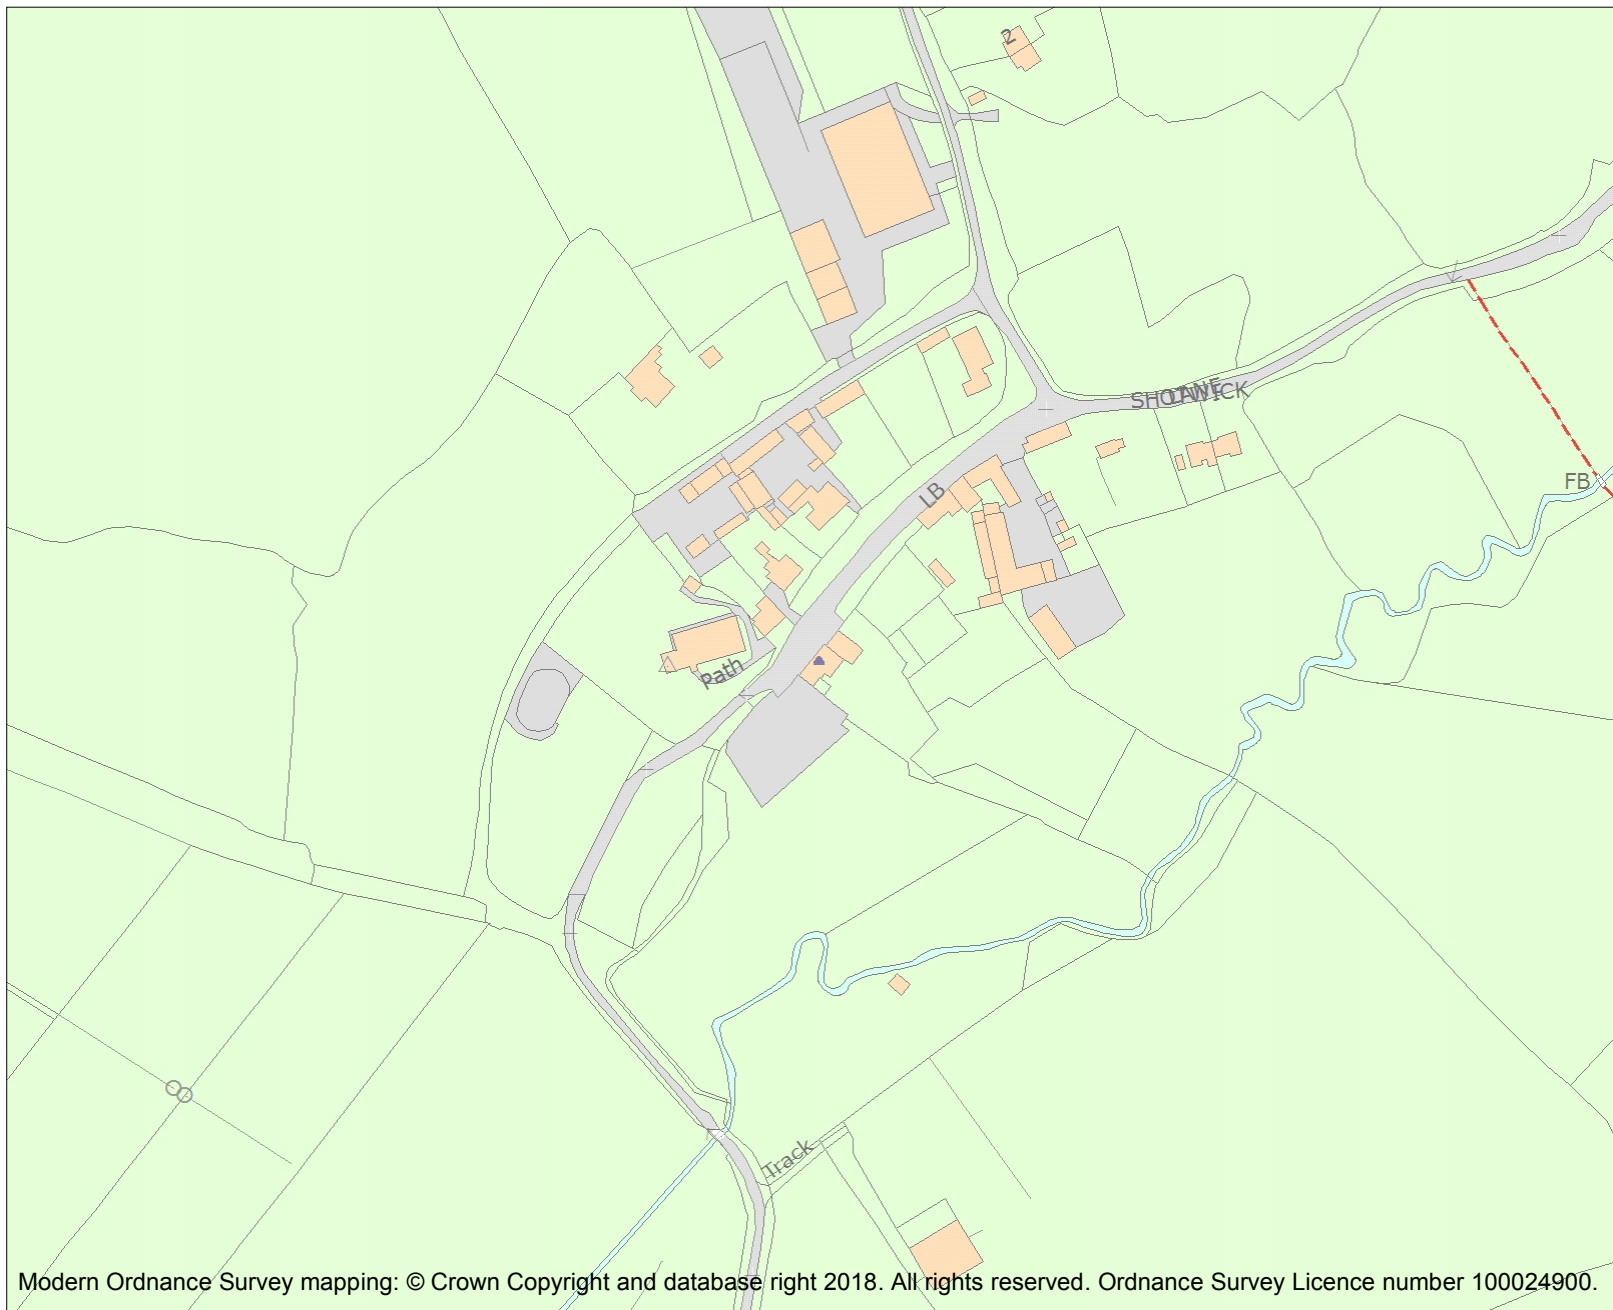 2
SHOTWICK
LANE
FB
LB
Path
Track
Modern Ordnance Survey mapping: © Crown Copyright and database right 2018. All rights reserved. Ordnance Survey Licence number 100024900.